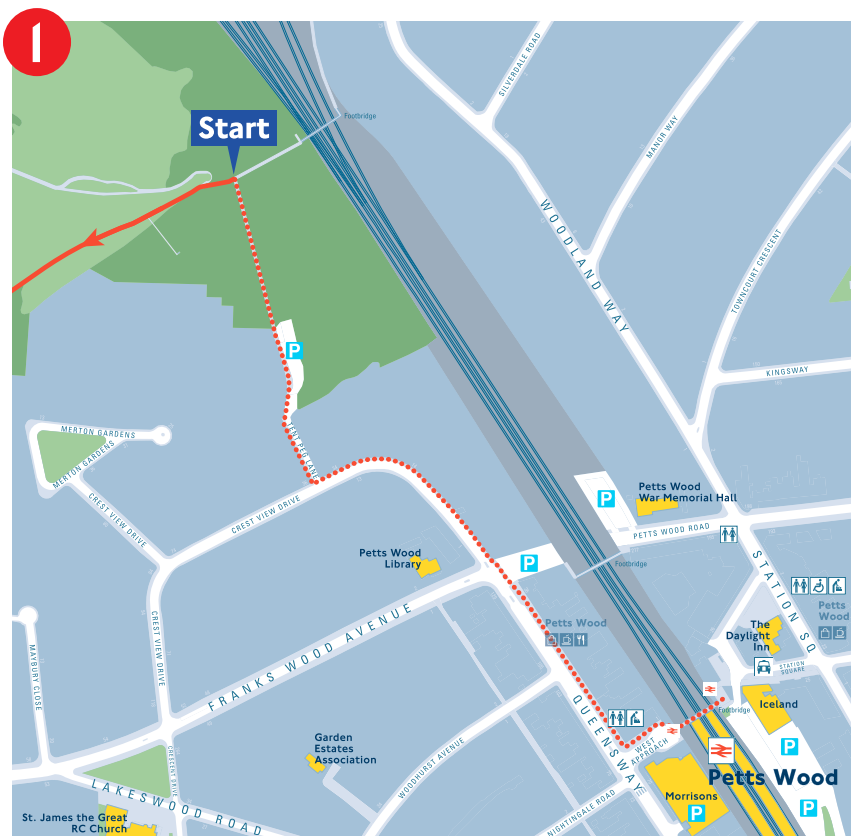 1
Start
Footbridge
SILVERDALE ROAD
MANOR WAY
WOODLAND WAY
TOWNCOURT CRESCENT
KINGSWAY
P
MERTON GARDENS
MERTON GARDENS
TENT PEG LANE
CREST VIEW DRIVE
CREST VIEW DRIVE
Petts Wood
War Memorial Hall
P
PETTS WOOD ROAD
Petts Wood
Library
P
Footbridge
STATION SQ
CREST VIEW DRIVE
FRANKS WOOD AVENUE
Petts Wood
Petts
Wood
The
Daylight
Inn
STATION
SQUARE
MAYBURY CLOSE
QUEENSWAY
Footbridge
Iceland
WEST
APPROACH
Garden
Estates
Association
WOODHURST AVENUE
CRESCENT DRIVE
P
Petts Wood
LAKESWOOD ROAD
Morrisons
P
P
NIGHTINGALE ROAD
St. James the Great
RC Church